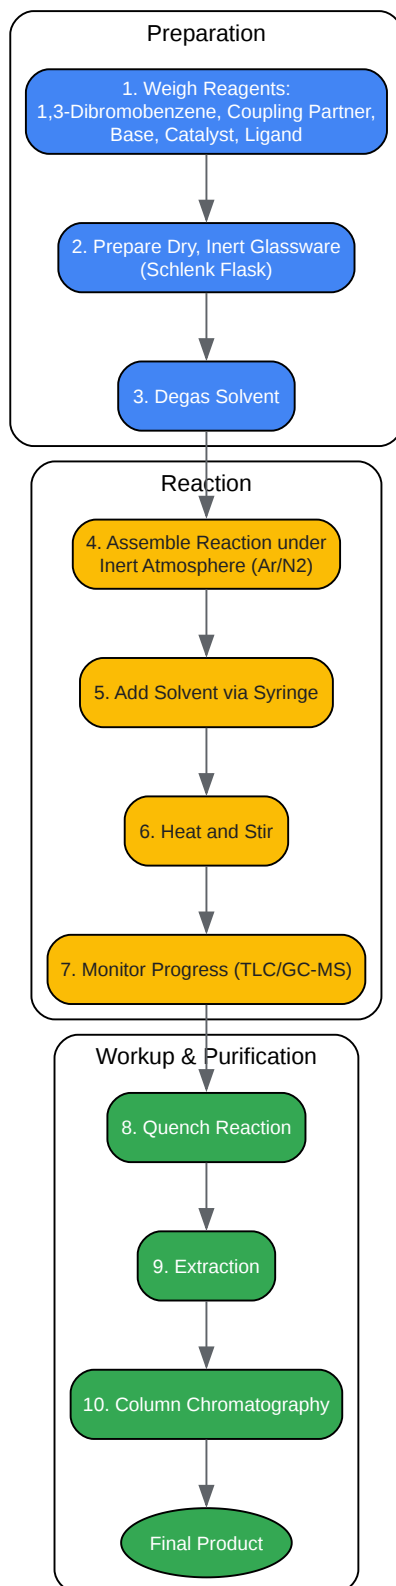 Preparation
1. Weigh Reagents:
1,3-Dibromobenzene, Coupling Partner,
Base, Catalyst, Ligand
2. Prepare Dry, Inert Glassware
(Schlenk Flask)
3. Degas Solvent
Reaction
4. Assemble Reaction under
Inert Atmosphere (Ar/N2)
5. Add Solvent via Syringe
6. Heat and Stir
7. Monitor Progress (TLC/GC-MS)
Workup & Purification
8. Quench Reaction
9. Extraction
10. Column Chromatography
Final Product